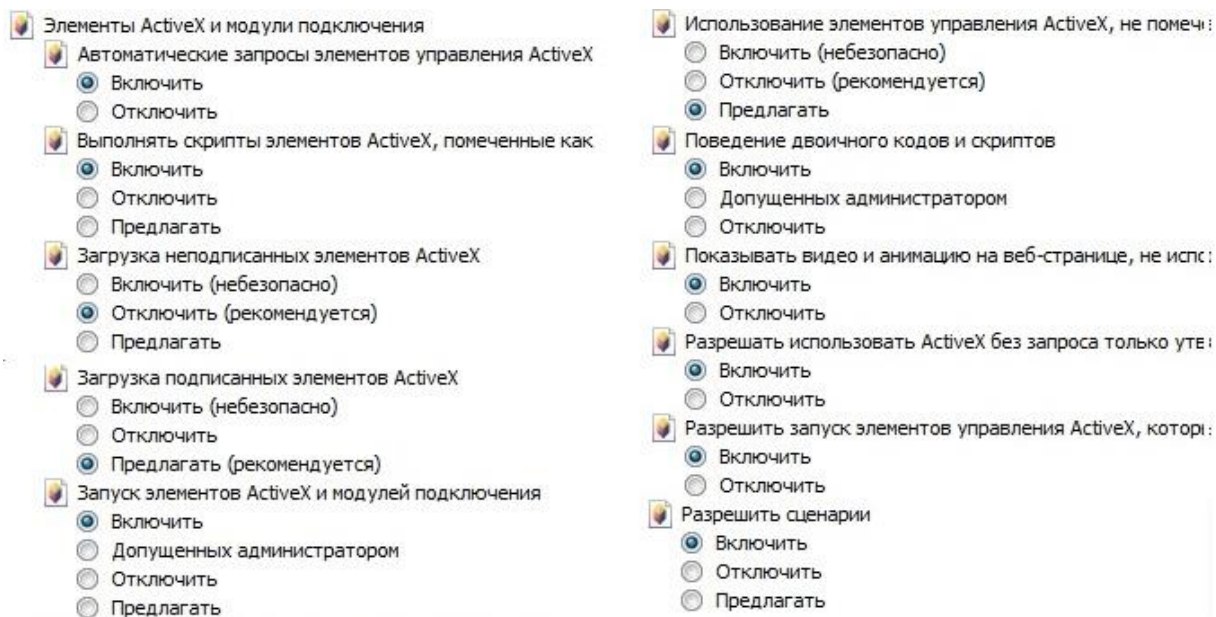 Элементы ActiveX и модули подключения
Автоматические запросы элементов управления ActiveX
Включить
Отключить
Выполнять скрипты элементов ActiveX, помеченные как
Включить
Отключить
Предлагать
Загрузка неподписанных элементов ActiveX
Включить (небезопасно)
Отключить (рекомендуется)
Предлагать
Загрузка подписанных элементов ActiveX
Включить (небезопасно)
Отключить
Предлагать (рекомендуется)
Запуск элементов ActiveX и модулей подключения
Включить
Допущенных администратором
Отключить
Предлагать
Использование элементов управления ActiveX, не
Включить (небезопасно)
Отключить (рекомендуется)
Предлагать
Поведение двоичного кодов и скриптов
Включить
Допущенных администратором
Отключить
Показывать видео и анимацию на веб-странице, не
Включить
Отключить
Разрешать использовать ActiveX без запроса только
Включить
Отключить
Разрешить запуск элементов управления ActiveX,
Включить
Отключить
Разрешить сценарии
Включить
Отключить
Предлагать